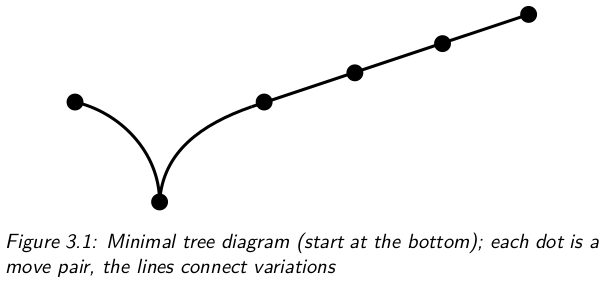 Figure 3.1: Minimal tree diagram (start at the bottom); each dot is a
move pair, the lines connect variations